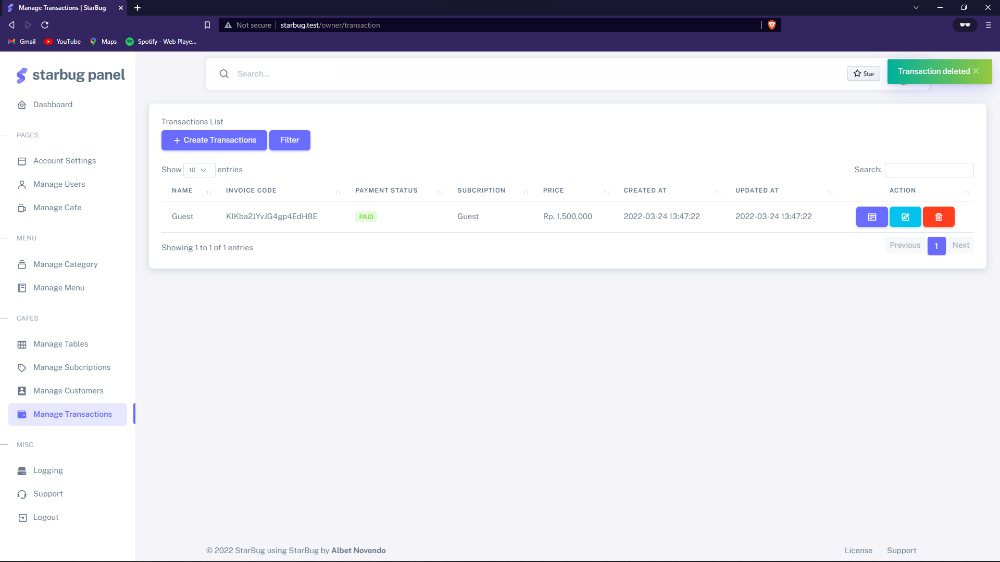 Manage Transactions | StarBug
Not secure starbug.test/owner/transaction
Gmail YouTube Maps Spotify - Web Playe...
starbug panel
Search...
Star
Transaction deleted
Dashboard
PAGES
Account Settings
Manage Users
Manage Cafe
MENU
Manage Category
Manage Menu
CAFES
Manage Tables
Manage Subcriptions
Manage Customers
Manage Transactions
MISC
Logging
Support
Logout
Transactions List
Create Transactions Filter
Show 10 entries Search:
NAME INVOICE CODE PAYMENT STATUS SUBCRIPTION PRICE CREATED AT UPDATED AT ACTION
Guest KlKba2JYvJG4gp4EdH8E PAID Guest Rp. 1,500,000 2022-03-24 13:47:22 2022-03-24 13:47:22
Showing 1 to 1 of 1 entries Previous 1 Next
© 2022 StarBug using StarBug by Albet Novendo License Support